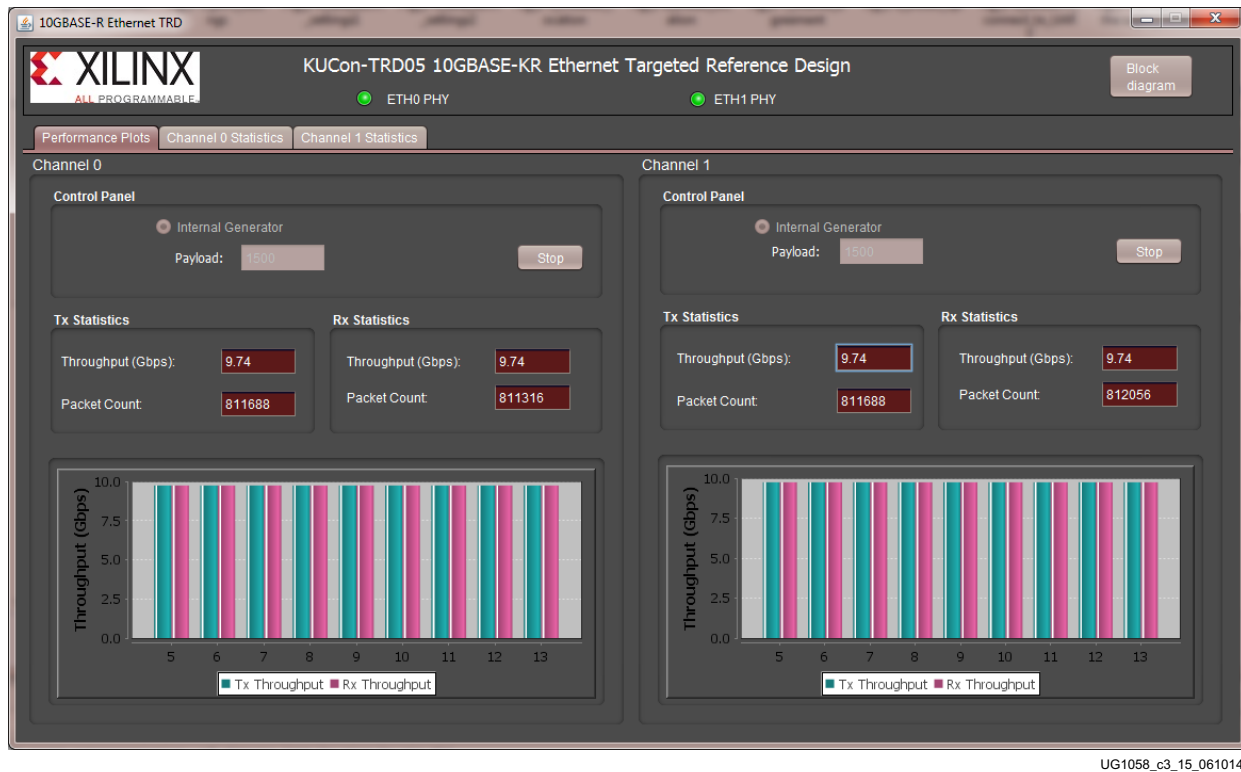 10GBASE-R Ethernet TRD
XILINX
ALL PROGRAMMABLE.
KUCon-TRD05 10GBASE-KR Ethernet Targeted Reference Design
ETH0 PHY
ETH1 PHY
Block
diagram
Performance Plots
Channel 0 Statistics
Channel 1 Statistics
Channel 0
Control Panel
Internal Generator
Payload: 1500
Stop
Tx Statistics
Throughput (Gbps): 9.74
Packet Count: 811688
Rx Statistics
Throughput (Gbps): 9.74
Packet Count: 811316
Throughput (Gbps)
10.0
7.5
5.0
2.5
0.0
5 6 7 8 9 10 11 12 13
Tx Throughput Rx Throughput
Channel 1
Control Panel
Internal Generator
Payload: 1500
Stop
Tx Statistics
Throughput (Gbps): 9.74
Packet Count: 811688
Rx Statistics
Throughput (Gbps): 9.74
Packet Count: 812056
Throughput (Gbps)
10.0
7.5
5.0
2.5
0.0
5 6 7 8 9 10 11 12 13
Tx Throughput Rx Throughput
UG1058_c3_15_061014